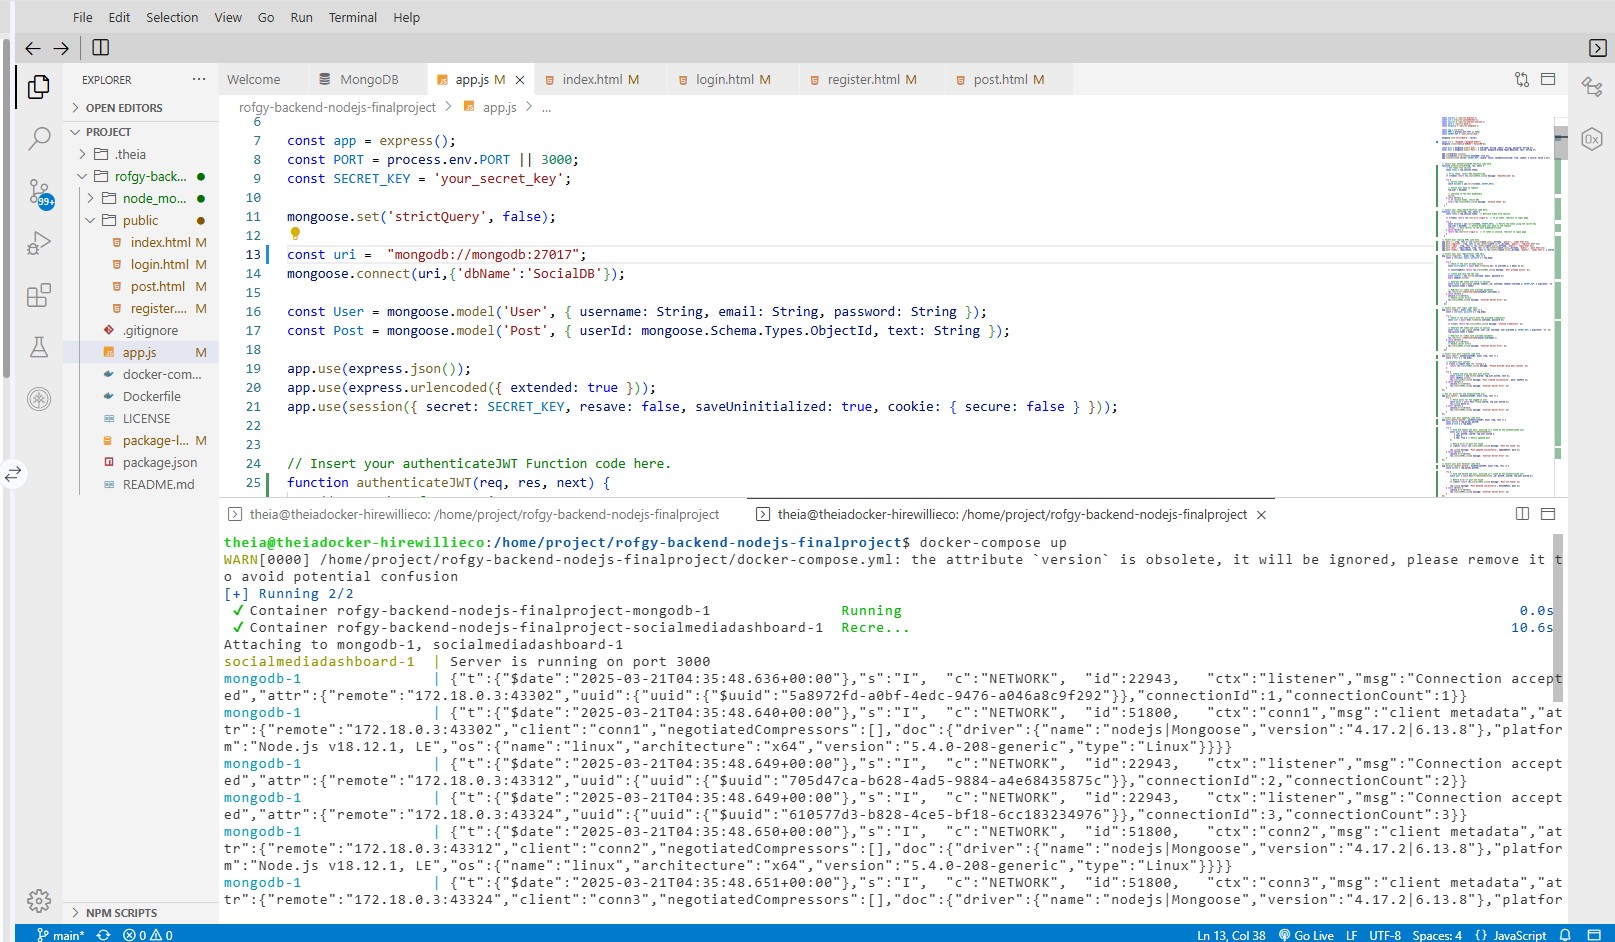 File Edit Selection View Go Run Terminal Help
EXPLORER ...
OPEN EDITORS
PROJECT
.theia
rofgy-back...
node_mo...
public
index.html M
login.html M
post.html M
register.... M
.gitignore
app.js M
docker-com...
Dockerfile
LICENSE
package-l... M
package.json
README.md
NPM SCRIPTS
99+
Welcome MongoDB app.js M index.html M login.html M register.html M post.html M
rofgy-backend-nodejs-finalproject > app.js > ...
6
7 const app = express();
8 const PORT = process.env.PORT || 3000;
9 const SECRET_KEY = 'your_secret_key';
10
11 mongoose.set('strictQuery', false);
12
13 const uri =  "mongodb://mongodb:27017";
14 mongoose.connect(uri,{'dbName':'SocialDB'});
15
16 const User = mongoose.model('User', { username: String, email: String, password: String });
17 const Post = mongoose.model('Post', { userId: mongoose.Schema.Types.ObjectId, text: String });
18
19 app.use(express.json());
20 app.use(express.urlencoded({ extended: true }));
21 app.use(session({ secret: SECRET_KEY, resave: false, saveUninitialized: true, cookie: { secure: false } }));
22
23
24 // Insert your authenticateJWT Function code here.
25 function authenticateJWT(req, res, next) {
theia@theiadocker-hirewillieco: /home/project/rofgy-backend-nodejs-finalproject theia@theiadocker-hirewillieco: /home/project/rofgy-backend-nodejs-finalproject
theia@theiadocker-hirewillieco:/home/project/rofgy-backend-nodejs-finalproject$ docker-compose up
WARN[0000] /home/project/rofgy-backend-nodejs-finalproject/docker-compose.yml: the attribute `version` is obsolete, it will be ignored, please remove it t
o avoid potential confusion
[+] Running 2/2
✔ Container rofgy-backend-nodejs-finalproject-mongodb-1 Running 0.0s
✔ Container rofgy-backend-nodejs-finalproject-socialmediadashboard-1 Recre... 10.6s
Attaching to mongodb-1, socialmediadashboard-1
socialmediadashboard-1 | Server is running on port 3000
mongodb-1 | {"t":{"$date":"2025-03-21T04:35:48.636+00:00"},"s":"I", "c":"NETWORK", "id":22943, "ctx":"listener","msg":"Connection accept
ed","attr":{"remote":"172.18.0.3:43302","uuid":{"uuid":{"$uuid":"5a8972fd-a0bf-4edc-9476-a046a8c9f292"}},"connectionId":1,"connectionCount":1}}
mongodb-1 | {"t":{"$date":"2025-03-21T04:35:48.640+00:00"},"s":"I", "c":"NETWORK", "id":51800, "ctx":"conn1","msg":"client metadata","at
tr":{"remote":"172.18.0.3:43302","client":"conn1","negotiatedCompressors":[],"doc":{"driver":{"name":"nodejs|Mongoose","version":"4.17.2|6.13.8"},"platfor
m":"Node.js v18.12.1, LE","os":{"name":"linux","architecture":"x64","version":"5.4.0-208-generic","type":"Linux"}}}}
mongodb-1 | {"t":{"$date":"2025-03-21T04:35:48.649+00:00"},"s":"I", "c":"NETWORK", "id":22943, "ctx":"listener","msg":"Connection accept
ed","attr":{"remote":"172.18.0.3:43312","uuid":{"uuid":{"$uuid":"705d47ca-b628-4ad5-9884-a4e68435875c"}},"connectionId":2,"connectionCount":2}}
mongodb-1 | {"t":{"$date":"2025-03-21T04:35:48.649+00:00"},"s":"I", "c":"NETWORK", "id":22943, "ctx":"listener","msg":"Connection accept
ed","attr":{"remote":"172.18.0.3:43324","uuid":{"uuid":{"$uuid":"610577d3-b828-4ce5-bf18-6cc183234976"}},"connectionId":3,"connectionCount":3}}
mongodb-1 | {"t":{"$date":"2025-03-21T04:35:48.650+00:00"},"s":"I", "c":"NETWORK", "id":51800, "ctx":"conn2","msg":"client metadata","at
tr":{"remote":"172.18.0.3:43312","client":"conn2","negotiatedCompressors":[],"doc":{"driver":{"name":"nodejs|Mongoose","version":"4.17.2|6.13.8"},"platfor
m":"Node.js v18.12.1, LE","os":{"name":"linux","architecture":"x64","version":"5.4.0-208-generic","type":"Linux"}}}}
mongodb-1 | {"t":{"$date":"2025-03-21T04:35:48.651+00:00"},"s":"I", "c":"NETWORK", "id":51800, "ctx":"conn3","msg":"client metadata","at
tr":{"remote":"172.18.0.3:43324","client":"conn3","negotiatedCompressors":[],"doc":{"driver":{"name":"nodejs|Mongoose","version":"4.17.2|6.13.8"},"platfor
main* 0 0 Ln 13, Col 38 Go Live LF UTF-8 Spaces: 4 {} JavaScript